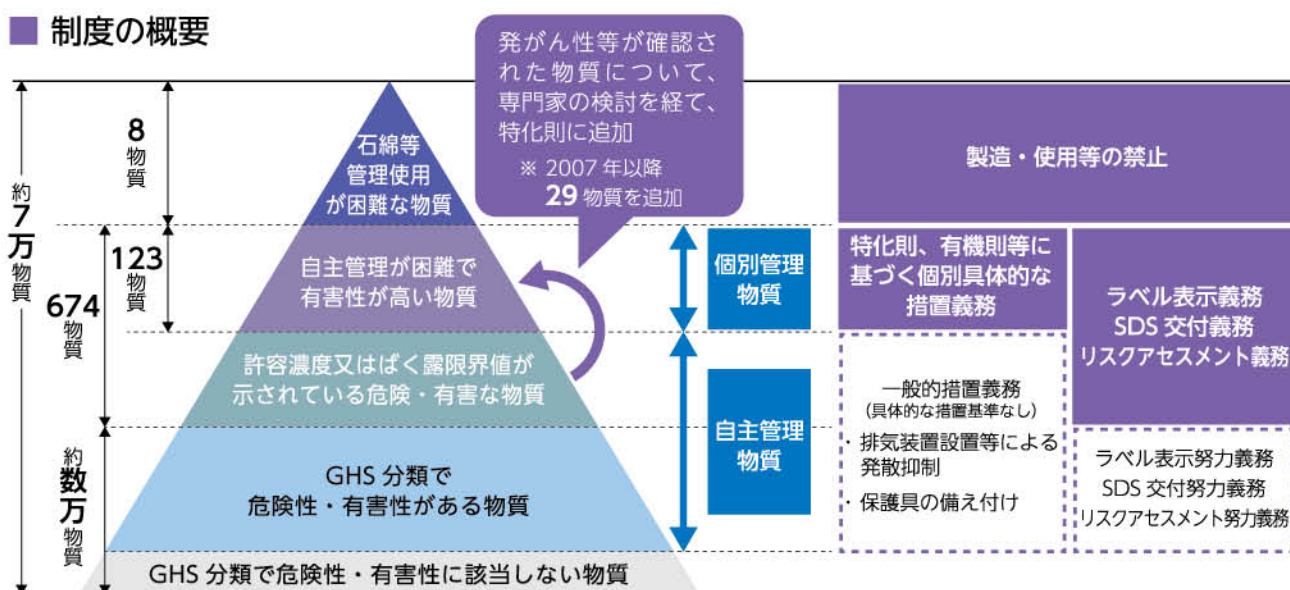 制度の概要
発がん性等が確認さ
れた物質について、
専門家の検討を経て、
特化則に追加
※ 2007 年以降
29 物質を追加
約7万物質
8物質
123物質
674物質
約数万物質
石綿等
管理使用
が困難な物質
自主管理が困難で
有害性が高い物質
許容濃度又はばく露限界値が
示されている危険・有害な物質
GHS 分類で
危険性・有害性がある物質
GHS 分類で危険性・有害性に該当しない物質
個別管理
物質
自主管理
物質
製造・使用等の禁止
特化則、有機則等に
基づく個別具体的な
措置義務
ラベル表示義務
SDS 交付義務
リスクアセスメント義務
一般的措置義務
(具体的な措置基準なし)
・ 排気装置設置等による
発散抑制
・ 保護具の備え付け
ラベル表示努力義務
SDS 交付努力義務
リスクアセスメント努力義務